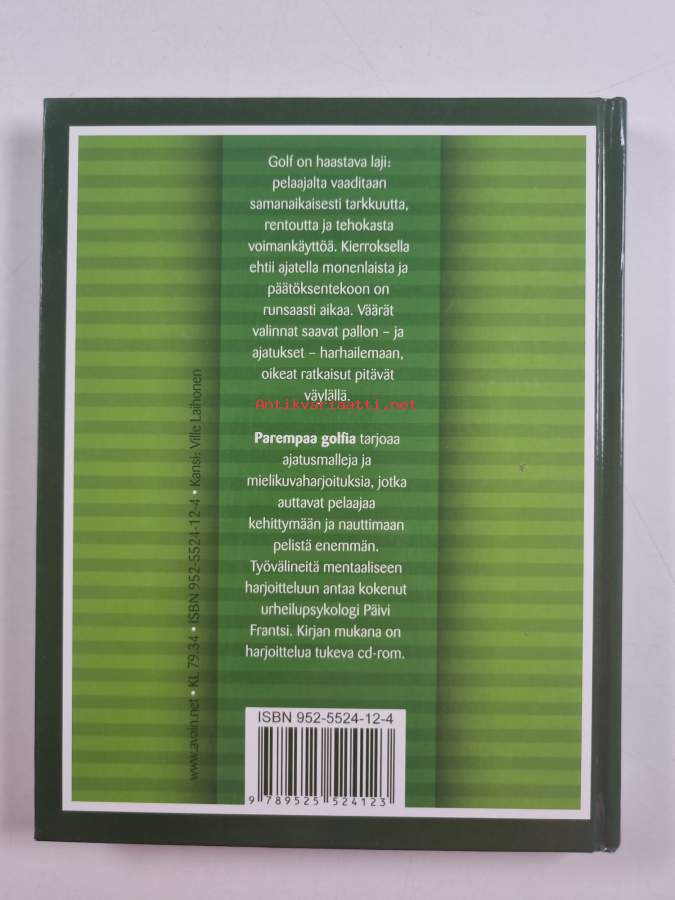 Golf on haastava laji:
pelaajalta vaaditaan
samanaikaisesti tarkkuutta,
rentoutta ja tehokasta
voimankäyttöä. Kierroksella
ehtii ajatella monenlaista ja
päätöksentekoon on
runsaasti aikaa. Väärät
valinnat saavat pallon – ja
ajatukset – harhailemaan,
oikeat ratkaisut pitävät
väylällä.
Antikvariaatti.net
Parempaa golfia tarjoaa
ajatusmalleja ja
mielikuvaharjoituksia, jotka
auttavat pelaajaa
kehittymään ja nauttimaan
pelistä enemmän.
Työvälineitä mentaaliseen
harjoitteluun antaa kokenut
urheilupsykologi Päivi
Frantsi. Kirjan mukana on
harjoittelua tukeva cd-rom.
www.avain.net • KL 79.34 • ISBN 952-5524-12-4 • Kansi: Ville Laihonen
ISBN 952-5524-12-4
9 789525 524123